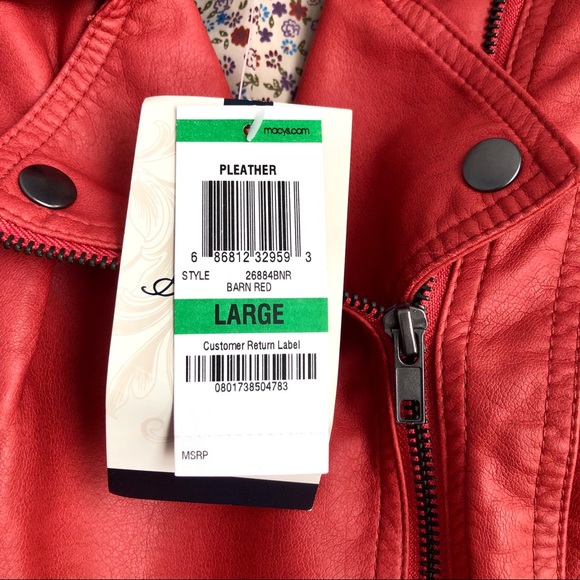 macys.com
PLEATHER
6 86812 32959 3
STYLE 26884BNR
BARN RED
LARGE
Customer Return Label
0801738504783
MSRP